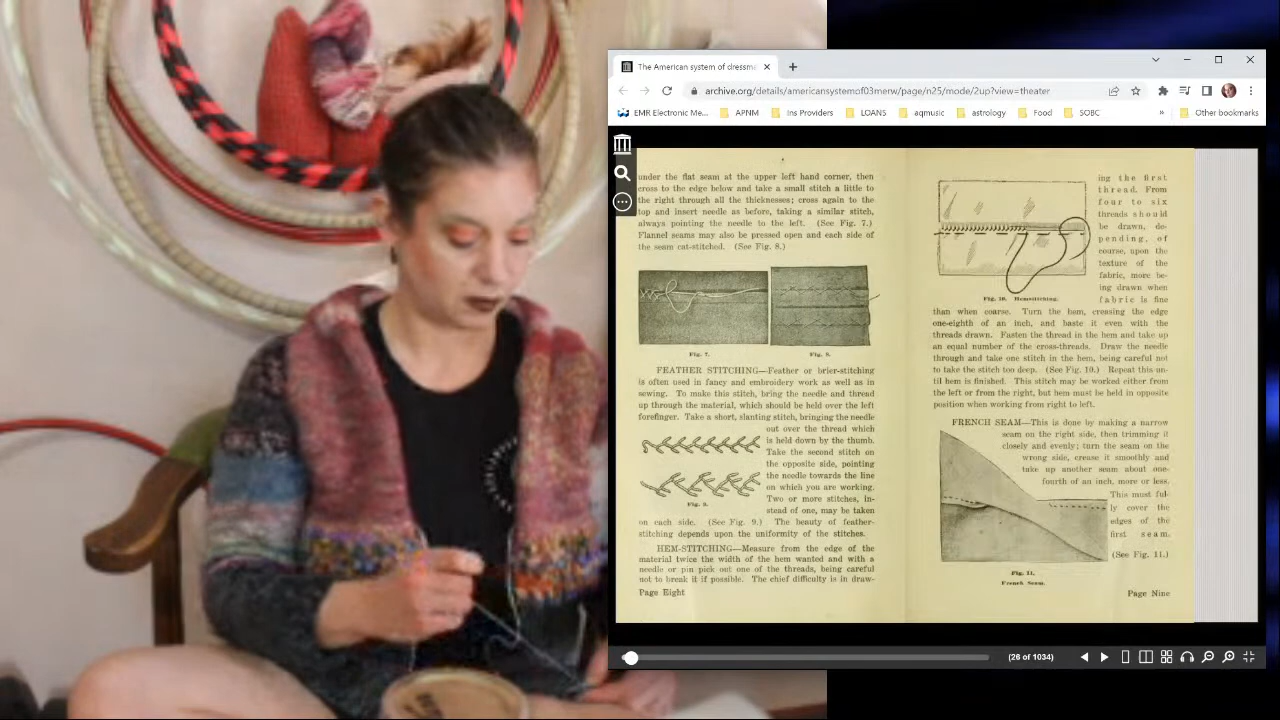 The American system of dressma
archive.org/details/americansystemof03merw/page/n25/mode/2up?view=theater
EMR Electronic Me...
APNM
Ins Providers
LOANS
aqmusic
astrology
Food
SOBC
»
Other bookmarks
under the flat seam at the upper left hand corner, then
cross to the edge below and take a small stitch a little to
the right through all the thicknesses; cross again to the
top and insert needle as before, taking a similar stitch,
always pointing the needle to the left. (See Fig. 7.)
Flannel seams may also be pressed open and each side of
the seam cat-stitched. (See Fig. 8.)
Fig. 7.
Fig. 8.
FEATHER STITCHING—Feather or brier-stitching
is often used in fancy and embroidery work as well as in
sewing. To make this stitch, bring the needle and thread
up through the material, which should be held over the left
forefinger. Take a short, slanting stitch, bringing the needle
out over the thread which
is held down by the thumb.
Take the second stitch on
the opposite side, pointing
the needle towards the line
on which you are working.
Two or more stitches, in-
stead of one, may be taken
Fig. 9.
on each side. (See Fig. 9.) The beauty of feather-
stitching depends upon the uniformity of the stitches.
HEM-STITCHING—Measure from the edge of the
material twice the width of the hem wanted and with a
needle or pin pick out one of the threads, being careful
not to break it if possible. The chief difficulty is in draw-
Page Eight
ing the first
thread. From
four to six
threads should
be drawn, de-
pending, of
course, upon the
texture of the
fabric, more be-
ing drawn when
fabric is fine
Fig. 10. Hemstitching.
than when coarse. Turn the hem, creasing the edge
one-eighth of an inch, and baste it even with the
threads drawn. Fasten the thread in the hem and take up
an equal number of the cross-threads. Draw the needle
through and take one stitch in the hem, being careful not
to take the stitch too deep. (See Fig. 10.) Repeat this un-
til hem is finished. This stitch may be worked either from
the left or from the right, but hem must be held in opposite
position when working from right to left.
FRENCH SEAM—This is done by making a narrow
seam on the right side, then trimming it
closely and evenly; turn the seam on the
wrong side, crease it smoothly and
take up another seam about one-
fourth of an inch, more or less.
This must ful-
ly cover the
edges of the
first seam.
(See Fig. 11.)
Fig. 11.
French Seam.
Page Nine
(26 of 1034)